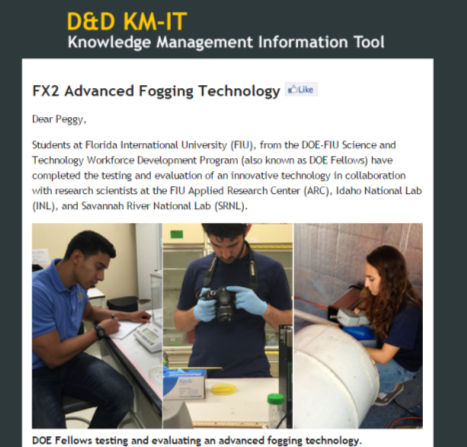 D&D KM-IT
Knowledge Management Information Tool
FX2 Advanced Fogging Technology Like
Dear Peggy,
Students at Florida International University (FIU), from the DOE-FIU Science and
Technology Workforce Development Program (also known as DOE Fellows) have
completed the testing and evaluation of an innovative technology in collaboration
with research scientists at the FIU Applied Research Center (ARC), Idaho National Lab
(INL), and Savannah River National Lab (SRNL).
DOE Fellows testing and evaluating an advanced fogging technology.